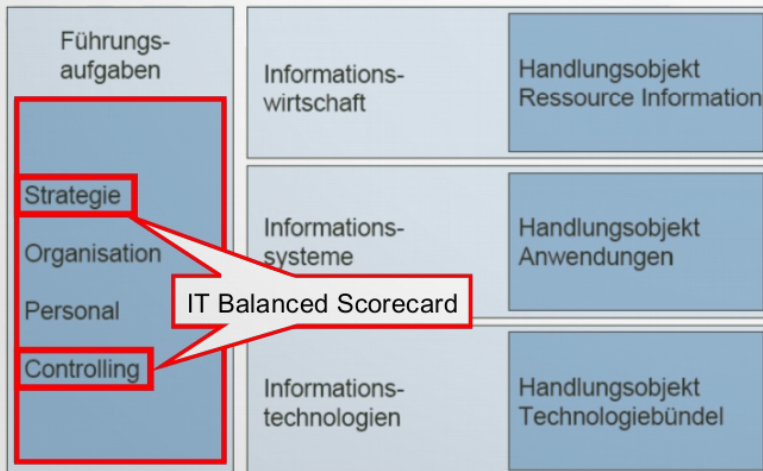 Führungs-
aufgaben
Strategie
Organisation
Personal
Controlling
IT Balanced Scorecard
Informations-
wirtschaft
Handlungsobjekt
Ressource Information
Informations-
systeme
Handlungsobjekt
Anwendungen
Informations-
technologien
Handlungsobjekt
Technologiebündel